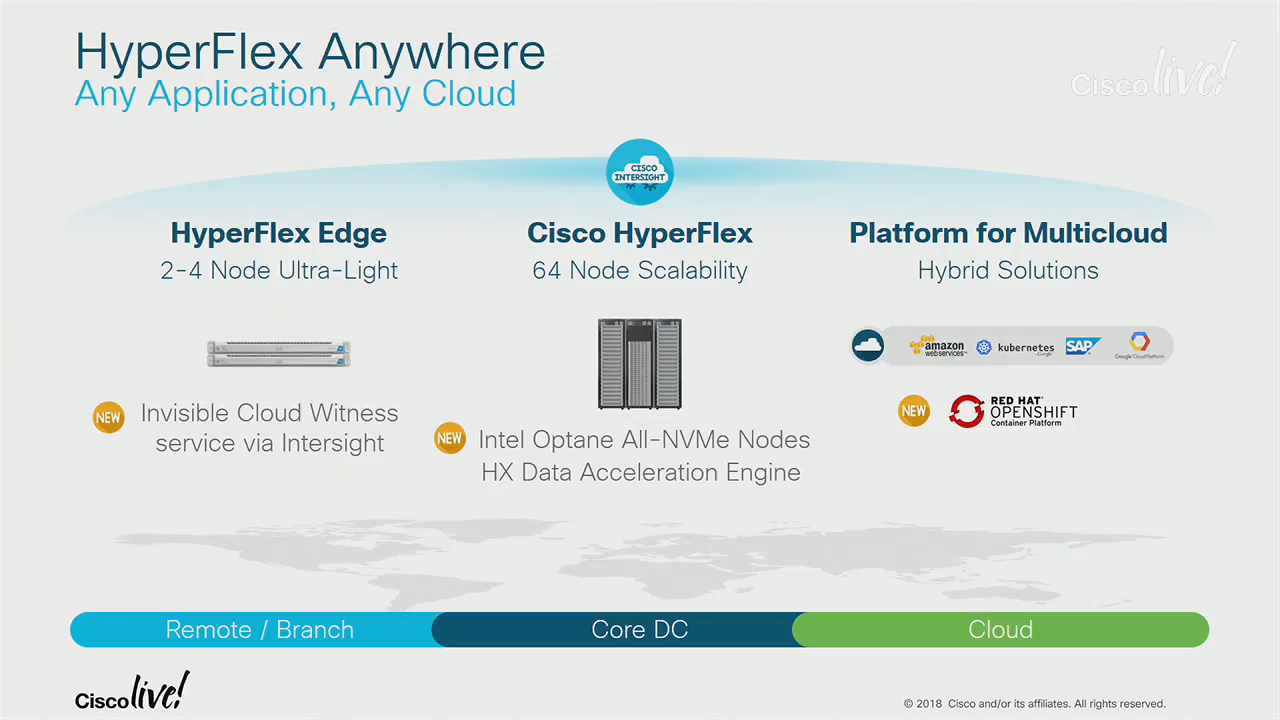 HyperFlex Anywhere
Any Application, Any Cloud
Cisco live!
CISCO
INTERSIGHT
HyperFlex Edge
2-4 Node Ultra-Light
NEW
Invisible Cloud Witness
service via Intersight
Cisco HyperFlex
64 Node Scalability
NEW
Intel Optane All-NVMe Nodes
HX Data Acceleration Engine
Platform for Multicloud
Hybrid Solutions
amazon
webservices™
kubernetes
by Google
SAP
Google Cloud Platform
NEW
RED HAT®
OPENSHIFT
Container Platform
Remote / Branch
Core DC
Cloud
Cisco live!
© 2018 Cisco and/or its affiliates. All rights reserved.